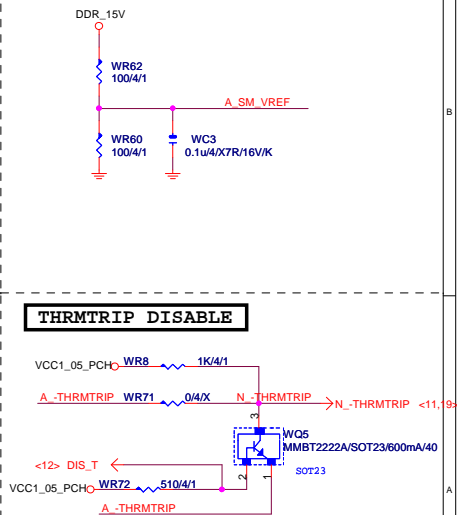 DDR_15V
WR62
100/4/1
A_SM_VREF
B
WR60
100/4/1
WC3
0.1u/4/X7R/16V/K
THRMTRIP DISABLE
VCC1_05_PCH WR8 1K/4/1
A_-THRMTRIP WR71 0/4/X N_-THRMTRIP N_-THRMTRIP <11,19>
3
WQ5
MMBT2222A/SOT23/600mA/40
<12> DIS_T SOT23
2 1
VCC1_05_PCH WR72 510/4/1 A
A_-THRMTRIP